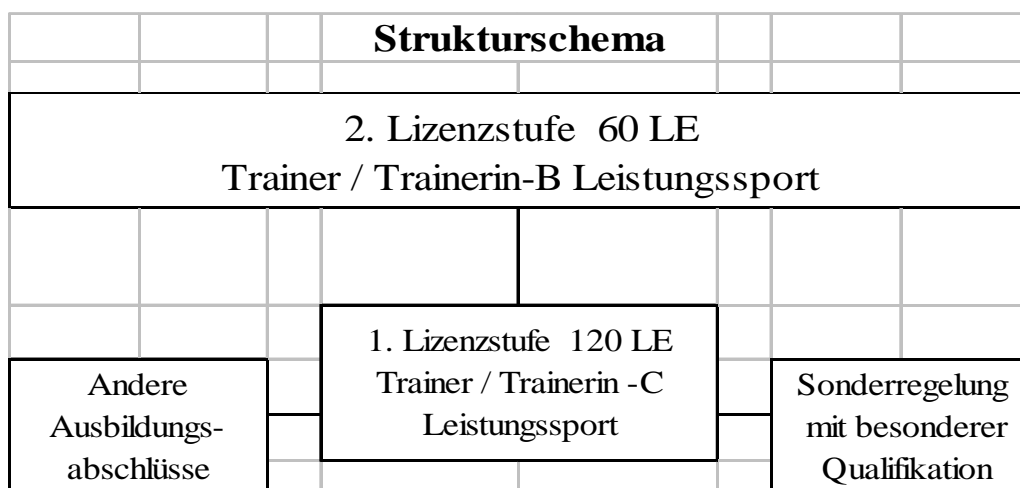 Strukturschema
2. Lizenzstufe 60 LE
Trainer / Trainerin-B Leistungssport
1. Lizenzstufe 120 LE
Trainer / Trainerin -C
Leistungssport
Andere
Ausbildungs-
abschlüsse
Sonderregelung
mit besonderer
Qualifikation